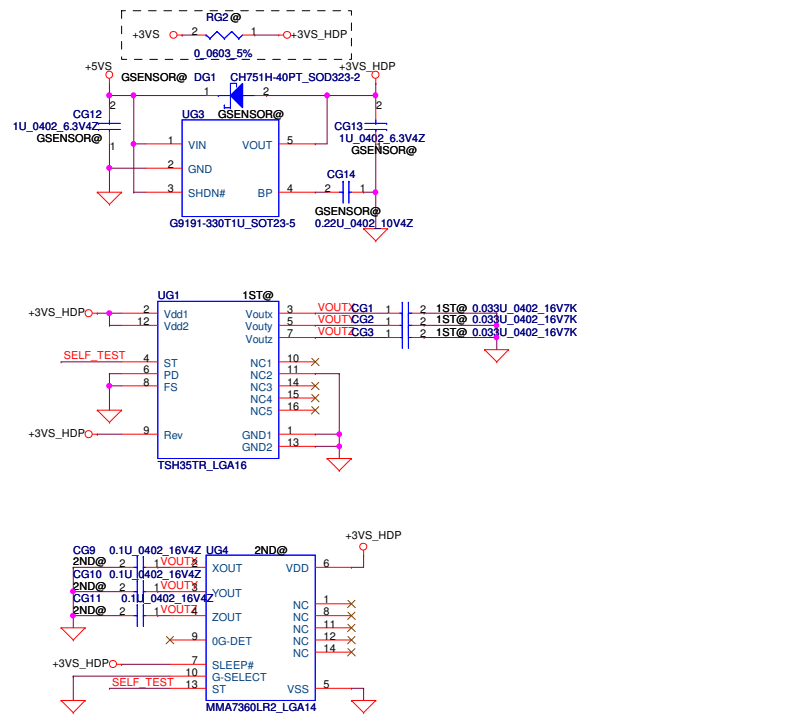 RG2@
+3VS 2 1 +3VS_HDP
0_0603_5%
+5VS +3VS_HDP
GSENSOR@ DG1 CH751H-40PT_SOD323-2
1 2
2 UG3 GSENSOR@ 2
CG12 CG13
1U_0402_6.3V4Z 1U_0402_6.3V4Z
GSENSOR@ GSENSOR@
1 1
1 VIN VOUT 5
2 GND
CG14
3 SHDN# BP 4 2 1
GSENSOR@
G9191-330T1U_SOT23-5 0.22U_0402_10V4Z
UG1 1ST@
+3VS_HDP 2 Vdd1 Voutx 3 VOUTX CG1 1 2 1ST@ 0.033U_0402_16V7K
12 Vdd2 Vouty 5 VOUTY CG2 1 2 1ST@ 0.033U_0402_16V7K
Voutz 7 VOUTZ CG3 1 2 1ST@ 0.033U_0402_16V7K
SELF_TEST 4 ST NC1 10
6 PD NC2 11
8 FS NC3 14
NC4 15
NC5 16
+3VS_HDP 9 Rev GND1 1
GND2 13
TSH35TR_LGA16
+3VS_HDP
CG9 0.1U_0402_16V4Z UG4 2ND@
2ND@ 2 1 VOUTX 2 XOUT VDD 6
CG10 0.1U_0402_16V4Z
2ND@ 2 1 VOUTY 3 YOUT NC 1
CG11 0.1U_0402_16V4Z
NC 8
2ND@ 2 1 VOUTZ 4 ZOUT NC 11
9 0G-DET NC 12
NC 14
+3VS_HDP 7 SLEEP#
10 G-SELECT
SELF_TEST 13 ST VSS 5
MMA7360LR2_LGA14